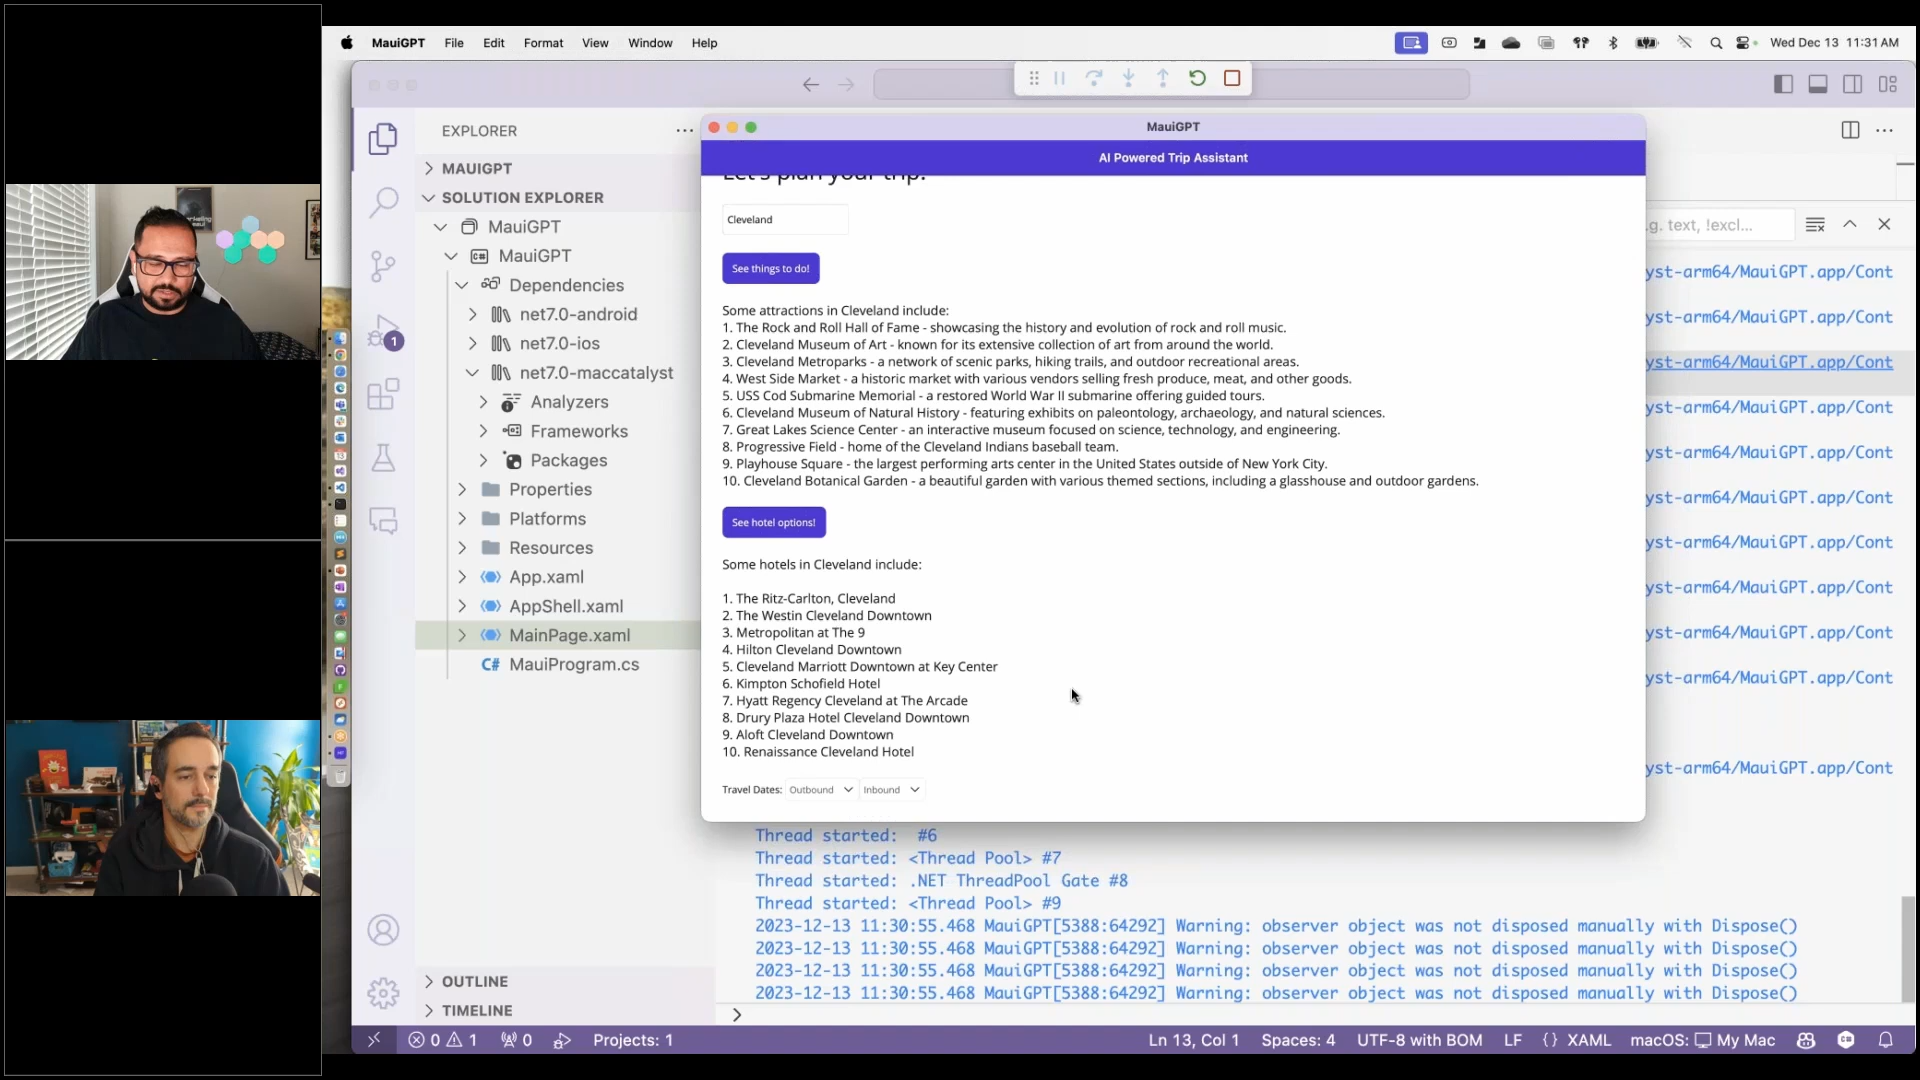 MauiGPT File Edit Format View Window Help
Wed Dec 13 11:31 AM
EXPLORER
MAUIGPT
SOLUTION EXPLORER
MauiGPT
MauiGPT
Dependencies
net7.0-android
net7.0-ios
net7.0-maccatalyst
Analyzers
Frameworks
Packages
Properties
Platforms
Resources
App.xaml
AppShell.xaml
MainPage.xaml
C# MauiProgram.cs
OUTLINE
TIMELINE
1
MauiGPT
AI Powered Trip Assistant
Let's plan your trip!
Cleveland
See things to do!
Some attractions in Cleveland include:
1. The Rock and Roll Hall of Fame - showcasing the history and evolution of rock and roll music.
2. Cleveland Museum of Art - known for its extensive collection of art from around the world.
3. Cleveland Metroparks - a network of scenic parks, hiking trails, and outdoor recreational areas.
4. West Side Market - a historic market with various vendors selling fresh produce, meat, and other goods.
5. USS Cod Submarine Memorial - a restored World War II submarine offering guided tours.
6. Cleveland Museum of Natural History - featuring exhibits on paleontology, archaeology, and natural sciences.
7. Great Lakes Science Center - an interactive museum focused on science, technology, and engineering.
8. Progressive Field - home of the Cleveland Indians baseball team.
9. Playhouse Square - the largest performing arts center in the United States outside of New York City.
10. Cleveland Botanical Garden - a beautiful garden with various themed sections, including a glasshouse and outdoor gardens.
See hotel options!
Some hotels in Cleveland include:
1. The Ritz-Carlton, Cleveland
2. The Westin Cleveland Downtown
3. Metropolitan at The 9
4. Hilton Cleveland Downtown
5. Cleveland Marriott Downtown at Key Center
6. Kimpton Schofield Hotel
7. Hyatt Regency Cleveland at The Arcade
8. Drury Plaza Hotel Cleveland Downtown
9. Aloft Cleveland Downtown
10. Renaissance Cleveland Hotel
Travel Dates: Outbound Inbound
.g. text, !excl...
yst-arm64/MauiGPT.app/Cont
yst-arm64/MauiGPT.app/Cont
yst-arm64/MauiGPT.app/Cont
yst-arm64/MauiGPT.app/Cont
yst-arm64/MauiGPT.app/Cont
yst-arm64/MauiGPT.app/Cont
yst-arm64/MauiGPT.app/Cont
yst-arm64/MauiGPT.app/Cont
yst-arm64/MauiGPT.app/Cont
yst-arm64/MauiGPT.app/Cont
yst-arm64/MauiGPT.app/Cont
Thread started: #6
Thread started: <Thread Pool> #7
Thread started: .NET ThreadPool Gate #8
Thread started: <Thread Pool> #9
2023-12-13 11:30:55.468 MauiGPT[5388:64292] Warning: observer object was not disposed manually with Dispose()
2023-12-13 11:30:55.468 MauiGPT[5388:64292] Warning: observer object was not disposed manually with Dispose()
2023-12-13 11:30:55.468 MauiGPT[5388:64292] Warning: observer object was not disposed manually with Dispose()
2023-12-13 11:30:55.468 MauiGPT[5388:64292] Warning: observer object was not disposed manually with Dispose()
0 1 0 Projects: 1
Ln 13, Col 1 Spaces: 4 UTF-8 with BOM LF {} XAML macOS: My Mac